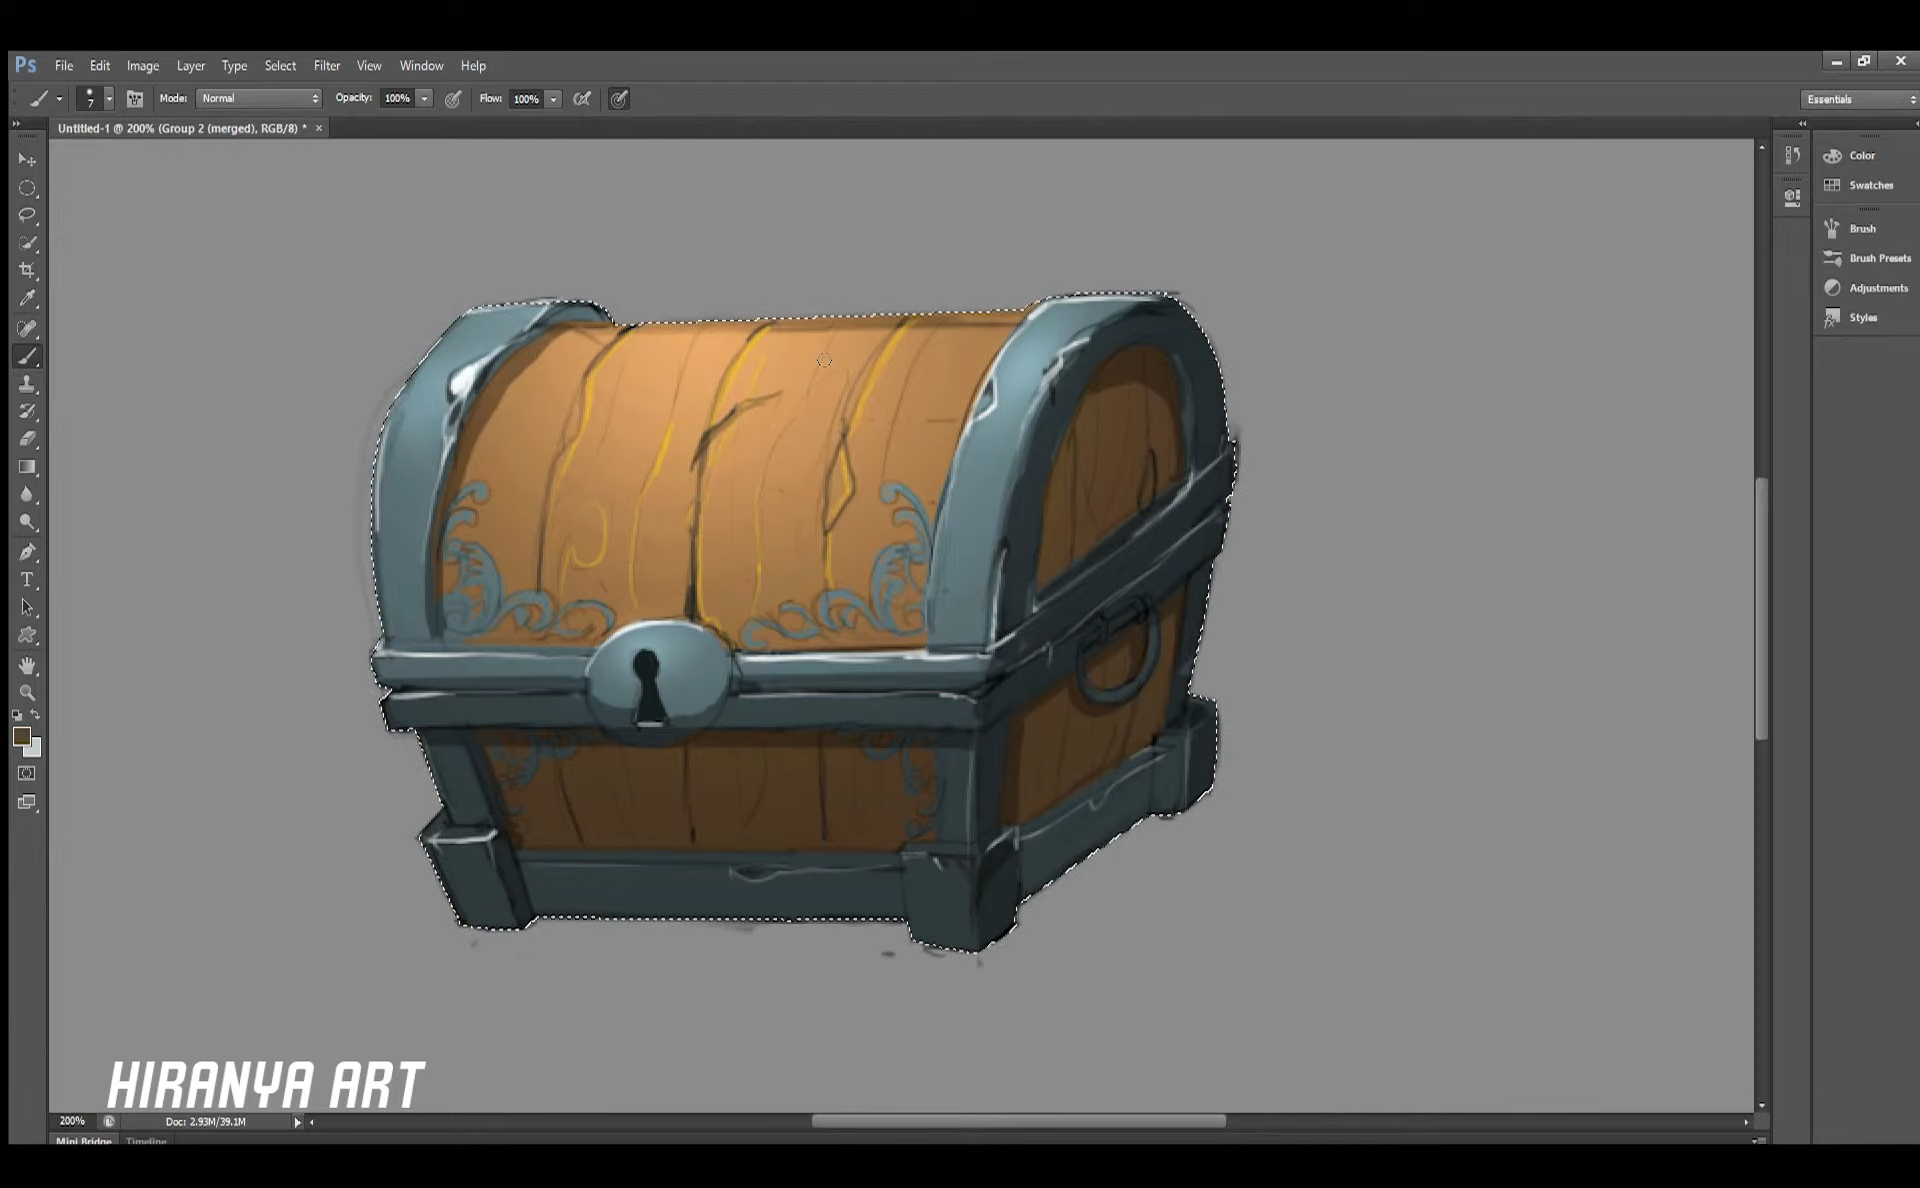 Ps File Edit Image Layer Type Select Filter View Window Help
7 Mode: Normal Opacity: 100% Flow: 100% Essentials
Untitled-1 @ 200% (Group 2 (merged), RGB/8) * ×
Color
Swatches
Brush
Brush Presets
Adjustments
Styles
T
HIRANYA ART
200% Doc: 2.93M/39.1M
Mini Bridge Timeline